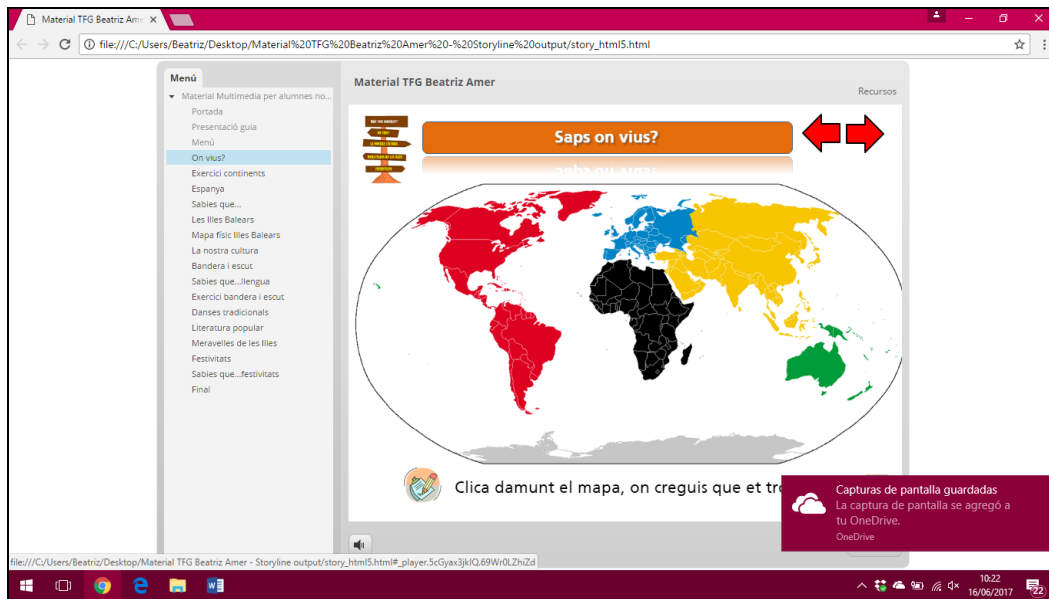 Material TFG Beatriz Ame
file:///C:/Users/Beatriz/Desktop/Material%20TFG%20Beatriz%20Amer%20-%20Storyline%20output/story_html5.html
Menú
Material Multimedia per alumnes no...
Portada
Presentació guia
Menú
On vius?
Exercici continents
Espanya
Sabies que...
Les Illes Balears
Mapa físic Illes Balears
La nostra cultura
Bandera i escut
Sabies que...llengua
Exercici bandera i escut
Danses tradicionals
Literatura popular
Meravelles de les Illes
Festivitats
Sabies que...festivitats
Final
Material TFG Beatriz Amer
Recursos
Saps on vius?
Clica damunt el mapa, on creguis que et
Capturas de pantalla guardadas
La captura de pantalla se agregó a
tu OneDrive.
OneDrive
file:///C:/Users/Beatriz/Desktop/Material TFG Beatriz Amer - Storyline output/story_html5.html#_player.5cGyax3jkIQ.69Wr0LZhiZd
10:22
16/06/2017
22